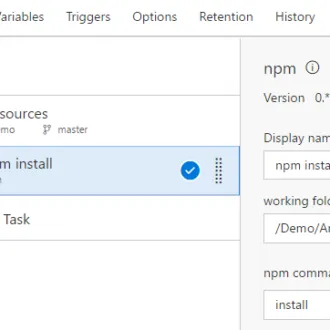 Variables Triggers Options Retention History
sources
emo master
m install
Task
npm
Version 0.*
Display nam
npm insta
working fol
/Demo/A
npm comma
install